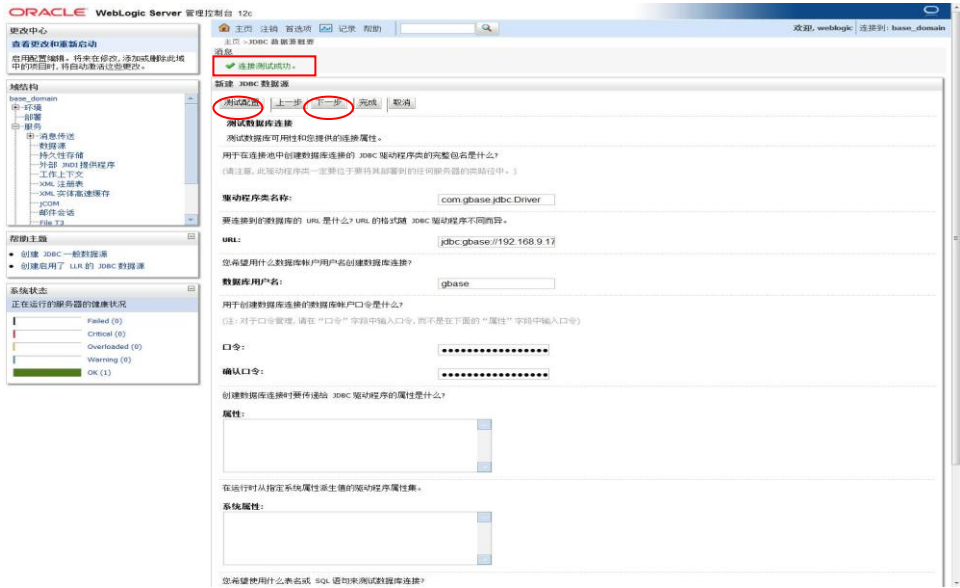 ORACLE WebLogic Server 管理控制台 12c
更改中心
查看更改和重新启动
启用配置编辑。将来在修改, 添加或删除此域
中的项目时, 将自动激活这些更改。
域结构
base_domain
环境
部署
服务
消息传送
数据源
持久性存储
外部 JNDI 提供程序
工作上下文
XML 注册表
XML 实体高速缓存
jCOM
邮件会话
File T3
帮助主题
创建 JDBC 一般数据源
创建启用了 LLR 的 JDBC 数据源
系统状态
正在运行的服务器的健康状况
Failed (0)
Critical (0)
Overloaded (0)
Warning (0)
OK (1)
主页 注销 首选项 记录 帮助
欢迎, weblogic 连接到: base_domain
主页 >JDBC 数据源概要
消息
连接测试成功。
新建 JDBC 数据源
测试配置 上一步 下一步 完成 取消
测试数据库连接
测试数据库可用性和您提供的连接属性。
用于在连接池中创建数据库连接的 JDBC 驱动程序类的完整包名是什么?
(请注意, 此驱动程序类一定要位于要将其部署到的任何服务器的类路径中。)
驱动程序类名称: com.gbase.jdbc.Driver
要连接到的数据库的 URL 是什么? URL 的格式随 JDBC 驱动程序不同而异。
URL: jdbc:gbase://192.168.9.17
您希望用什么数据库帐户用户名创建数据库连接?
数据库用户名: gbase
用于创建数据库连接的数据库帐户口令是什么?
(注: 对于口令管理, 请在 “口令” 字段中输入口令, 而不是在下面的 “属性” 字段中输入口令)
口令: •••••••••••••••••
确认口令: •••••••••••••••••
创建数据库连接时要传递给 JDBC 驱动程序的属性是什么?
属性:
在运行时从指定系统属性派生值的驱动程序属性集。
系统属性:
您希望使用什么表名或 SQL 语句来测试数据库连接?